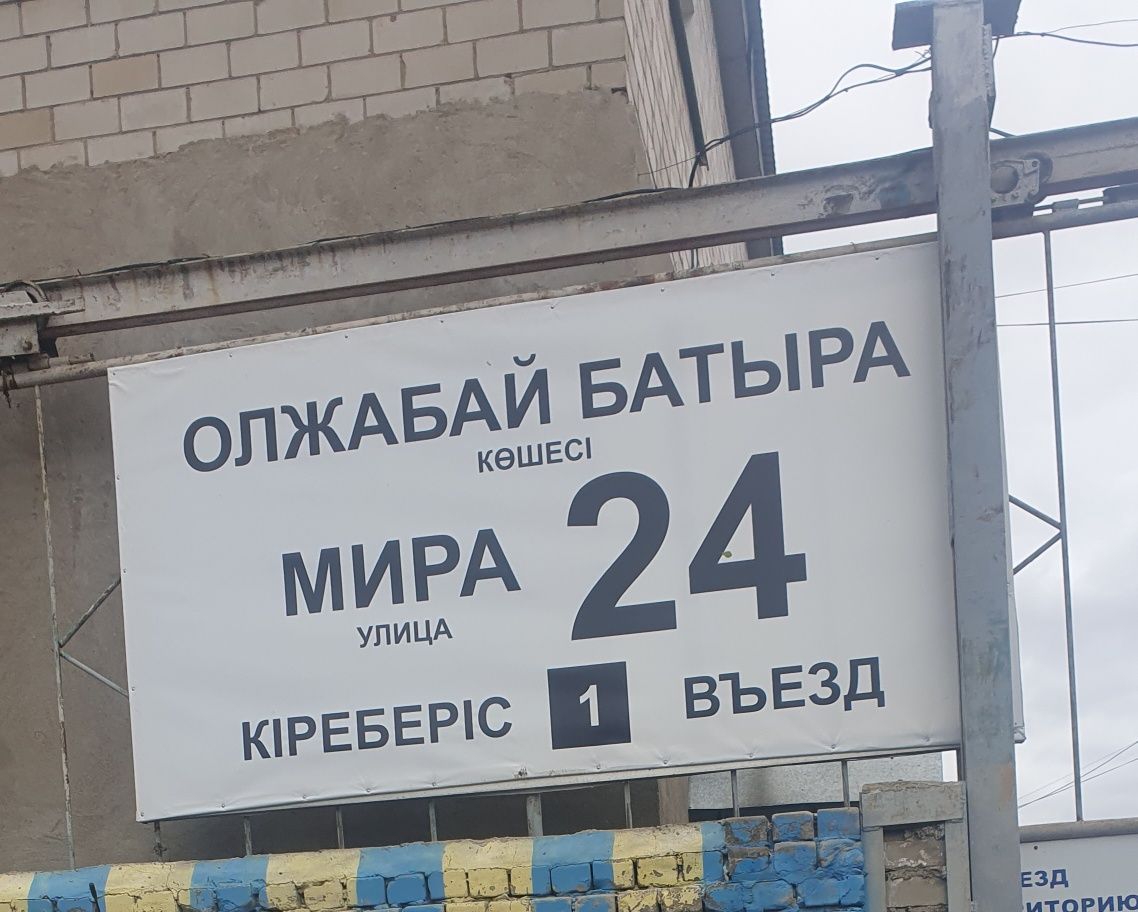 ОЛЖАБАЙ БАТЫРА
КӨШЕСІ
МИРА 24
УЛИЦА
КІРЕБЕРІС 1 ВЪЕЗД